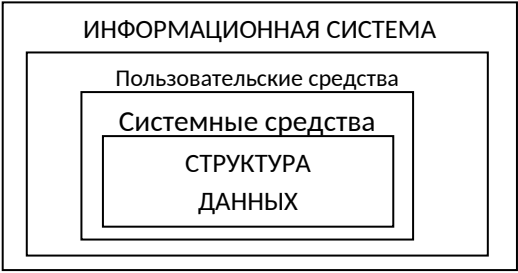 ИНФОРМАЦИОННАЯ СИСТЕМА
Пользовательские средства
Системные средства
СТРУКТУРА
ДАННЫХ